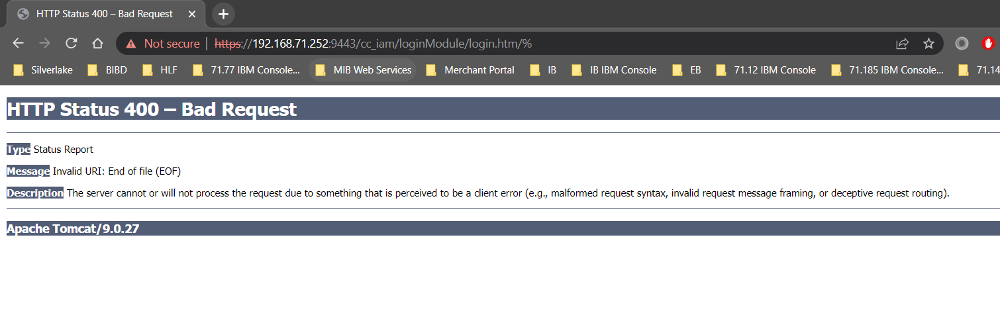 HTTP Status 400 – Bad Request
Not secure | https://192.168.71.252:9443/cc_iam/loginModule/login.htm/%
Silverlake BIBD HLF 71.77 IBM Console... MIB Web Services Merchant Portal IB IB IBM Console EB 71.12 IBM Console 71.185 IBM Console... 71.14
HTTP Status 400 – Bad Request
Type Status Report
Message Invalid URI: End of file (EOF)
Description The server cannot or will not process the request due to something that is perceived to be a client error (e.g., malformed request syntax, invalid request message framing, or deceptive request routing).
Apache Tomcat/9.0.27